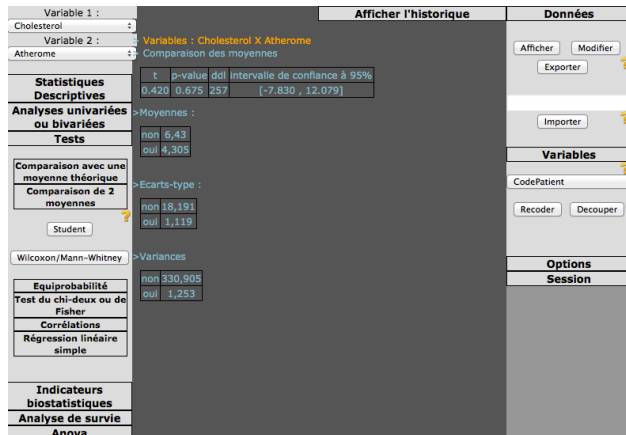 Variable 1 :
Cholesterol
Variable 2 :
Atherome
Statistiques
Descriptives
Analyses univariées
ou bivariées
Tests
Comparaison avec une
moyenne théorique
Comparaison de 2
moyennes
?
Student
Wilcoxon/Mann-Whitney
Equiprobabilité
Test du chi-deux ou de
Fisher
Corrélations
Régression linéaire
simple
Indicateurs
biostatistiques
Analyse de survie
Anova
Afficher l'historique
> Variables : Cholesterol X Atherome
> Comparaison des moyennes
t p-value ddl intervalle de confiance à 95%
0.420 0.675 257 [-7.830 , 12.079]
>Moyennes :
non 6,43
oui 4,305
>Ecarts-type :
non 18,191
oui 1,119
>Variances
non 330,905
oui 1,253
Données
Afficher Modifier
?
Exporter
?
Importer
Variables
?
CodePatient
Recoder Decouper
Options
Session